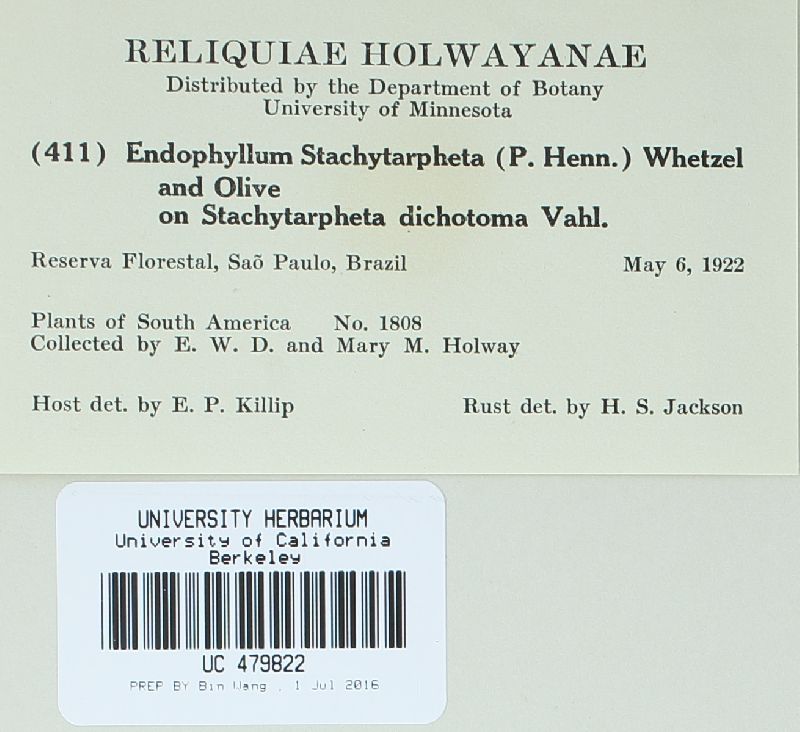 RELIQUIAE HOLWAYANAE
Distributed by the Department of Botany
University of Minnesota
(411) Endophyllum Stachytarpheta (P. Henn.) Whetzel
and Olive
on Stachytarpheta dichotoma Vahl.
Reserva Florestal, Saõ Paulo, Brazil May 6, 1922
Plants of South America No. 1808
Collected by E. W. D. and Mary M. Holway
Host det. by E. P. Killip Rust det. by H. S. Jackson
UNIVERSITY HERBARIUM
University of California
Berkeley
UC 479822
PREP BY Bin Wang , 1 Jul 2016